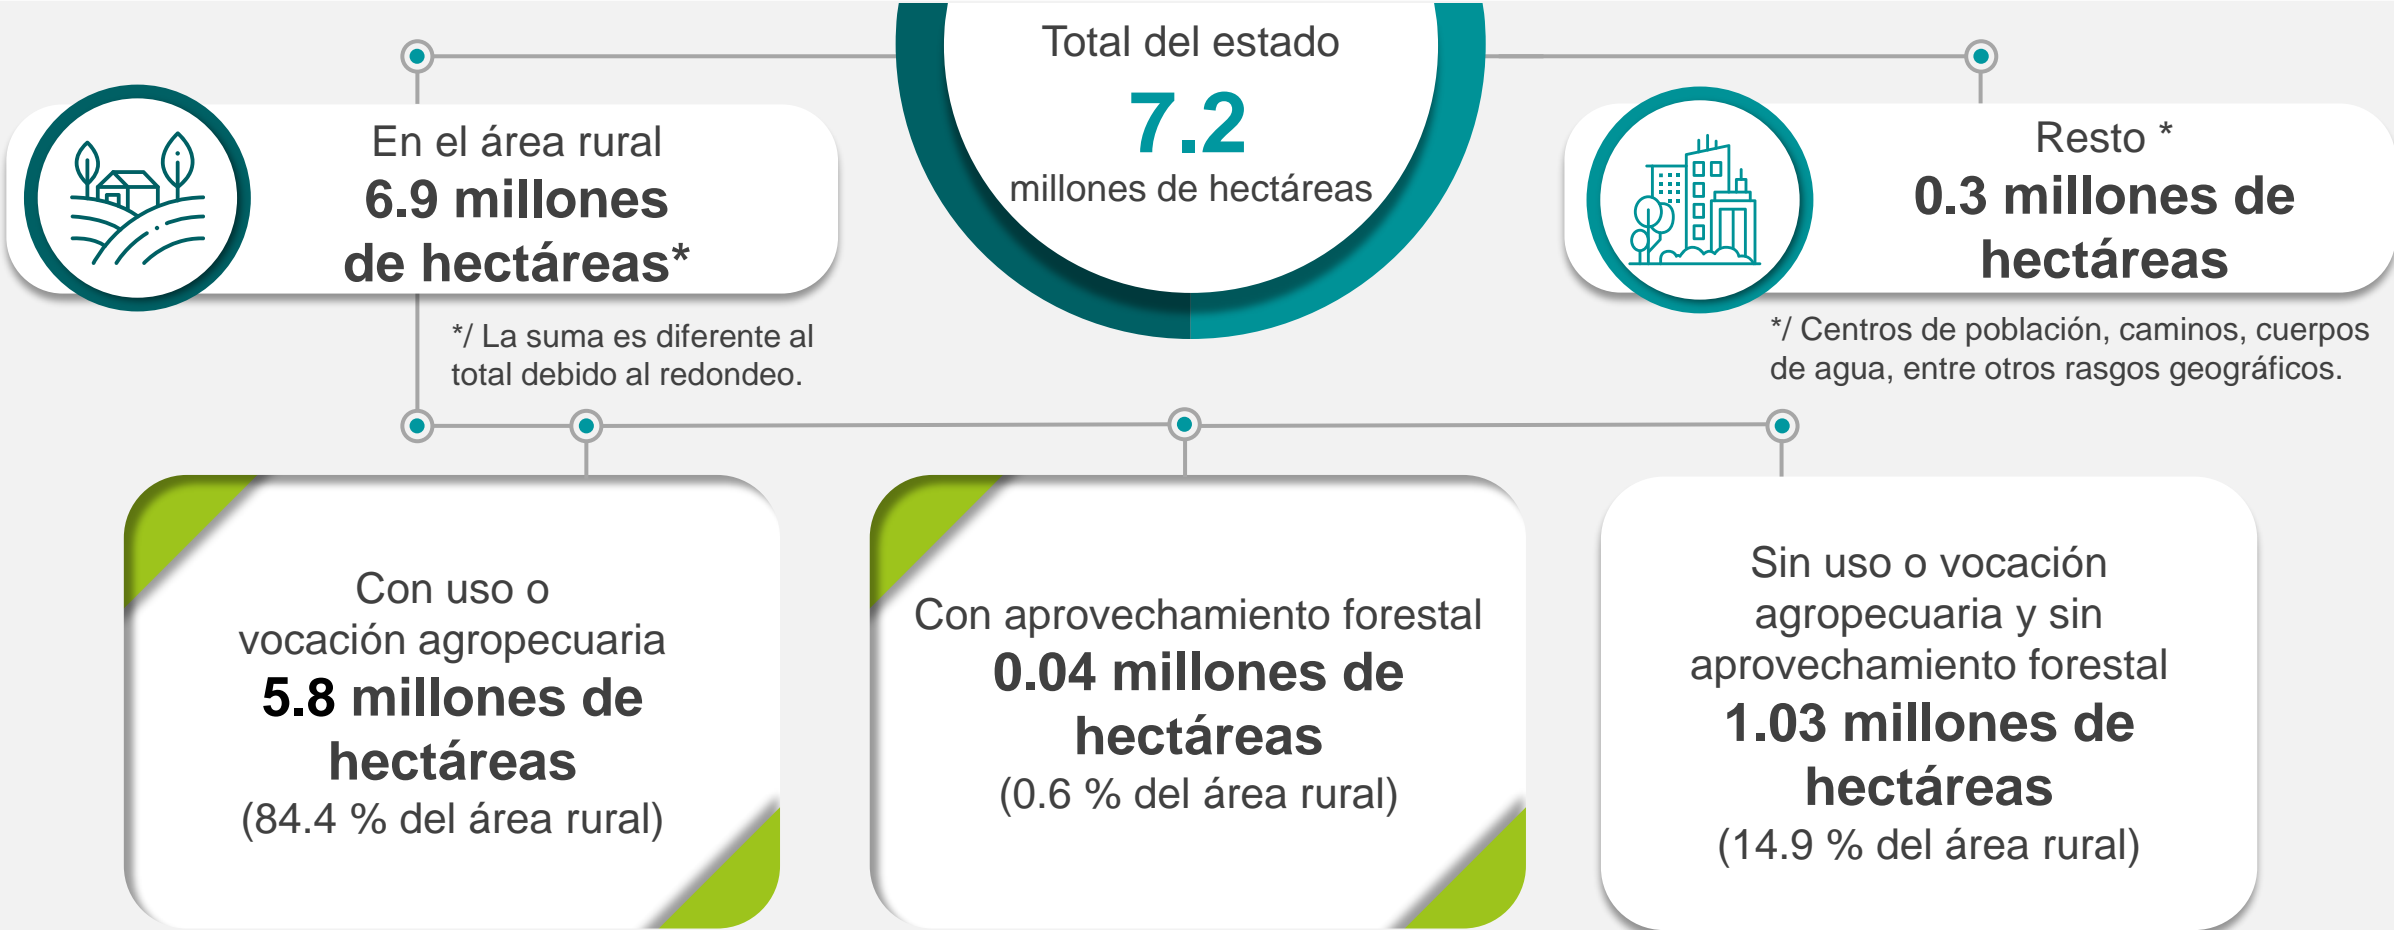 Total del estado
7.2
millones de hectáreas
En el área rural
6.9 millones
de hectáreas*
*/ La suma es diferente al
total debido al redondeo.
Resto *
0.3 millones de
hectáreas
*/ Centros de población, caminos, cuerpos
de agua, entre otros rasgos geográficos.
Con uso o
vocación agropecuaria
5.8 millones de
hectáreas
(84.4 % del área rural)
Con aprovechamiento forestal
0.04 millones de
hectáreas
(0.6 % del área rural)
Sin uso o vocación
agropecuaria y sin
aprovechamiento forestal
1.03 millones de
hectáreas
(14.9 % del área rural)